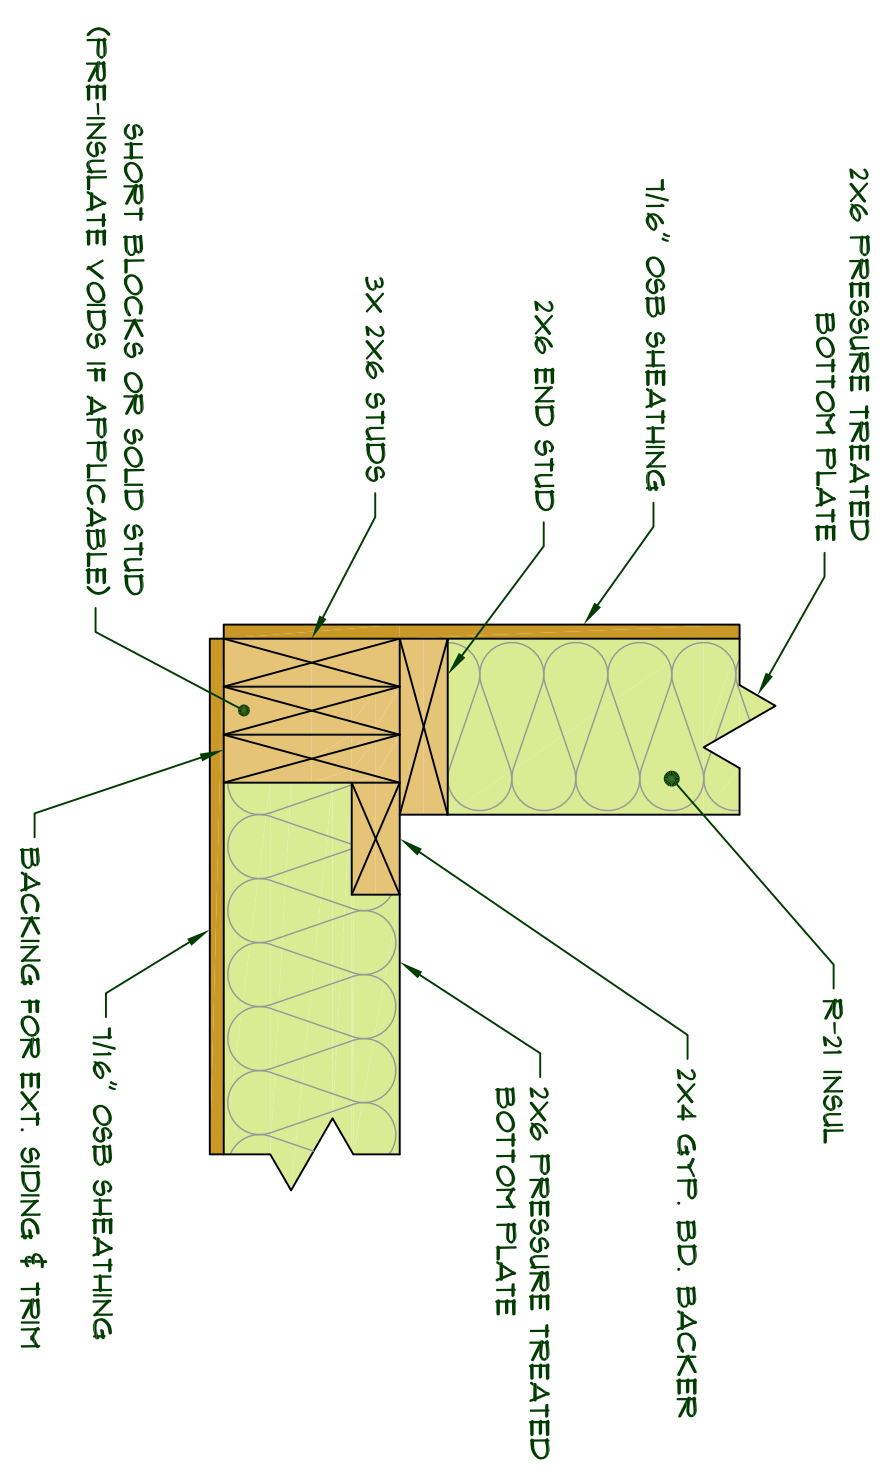 2X6 PRESSURE TREATED
BOTTOM PLATE
7/16" OSB SHEATHING
2X6 END STUD
3X 2X6 STUDS
SHORT BLOCKS OR SOLID STUD
(PRE-INSULATE VOIDS IF APPLICABLE)
R-21 INSUL
2X4 GYP. BD. BACKER
2X6 PRESSURE TREATED
BOTTOM PLATE
7/16" OSB SHEATHING
BACKING FOR EXT. SIDING & TRIM